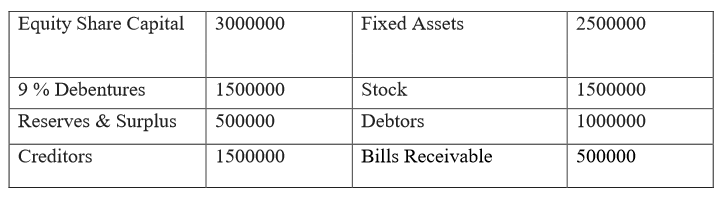 Equity Share Capital 3000000 Fixed Assets 2500000
9 % Debentures 1500000 Stock 1500000
Reserves & Surplus 500000 Debtors 1000000
Creditors 1500000 Bills Receivable 500000